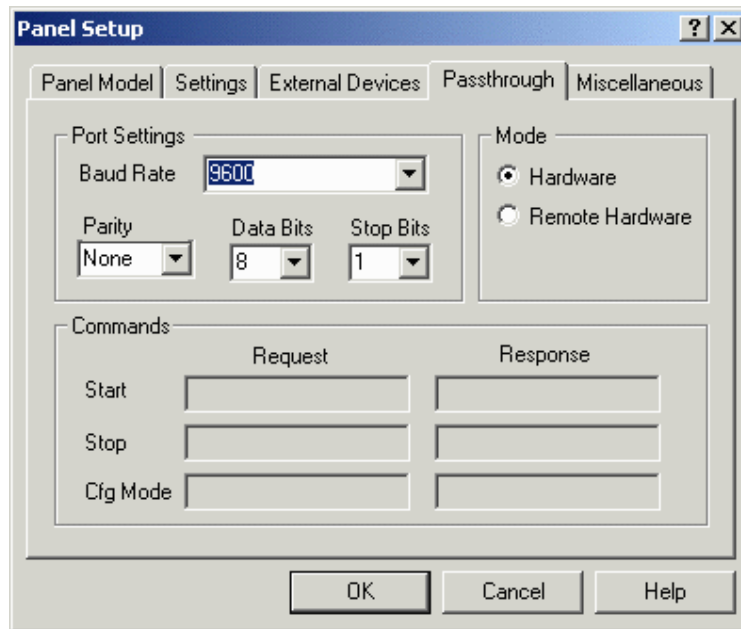 Panel Setup
Panel Model Settings External Devices Passthrough Miscellaneous
Port Settings
Baud Rate 9600
Parity Data Bits Stop Bits
None 8 1
Mode
Hardware
Remote Hardware
Commands
Request Response
Start
Stop
Cfg Mode
OK Cancel Help